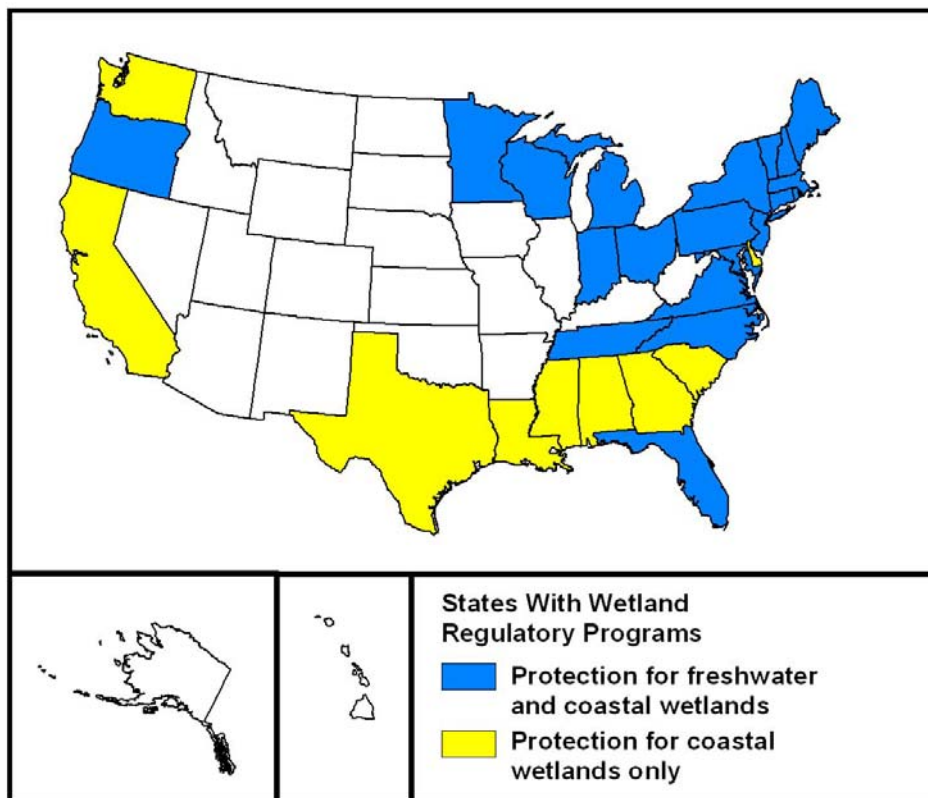 States With Wetland
Regulatory Programs
Protection for freshwater
and coastal wetlands
Protection for coastal
wetlands only